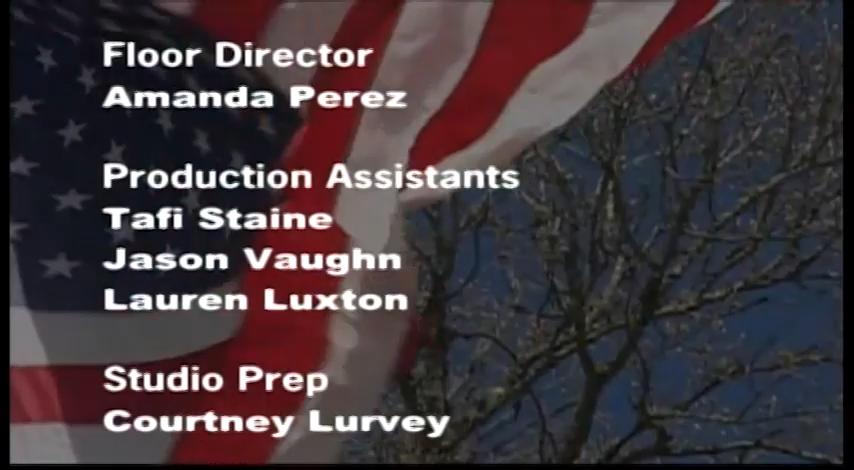 Floor Director
Amanda Perez
Production Assistants
Tafi Staine
Jason Vaughn
Lauren Luxton
Studio Prep
Courtney Lurvey